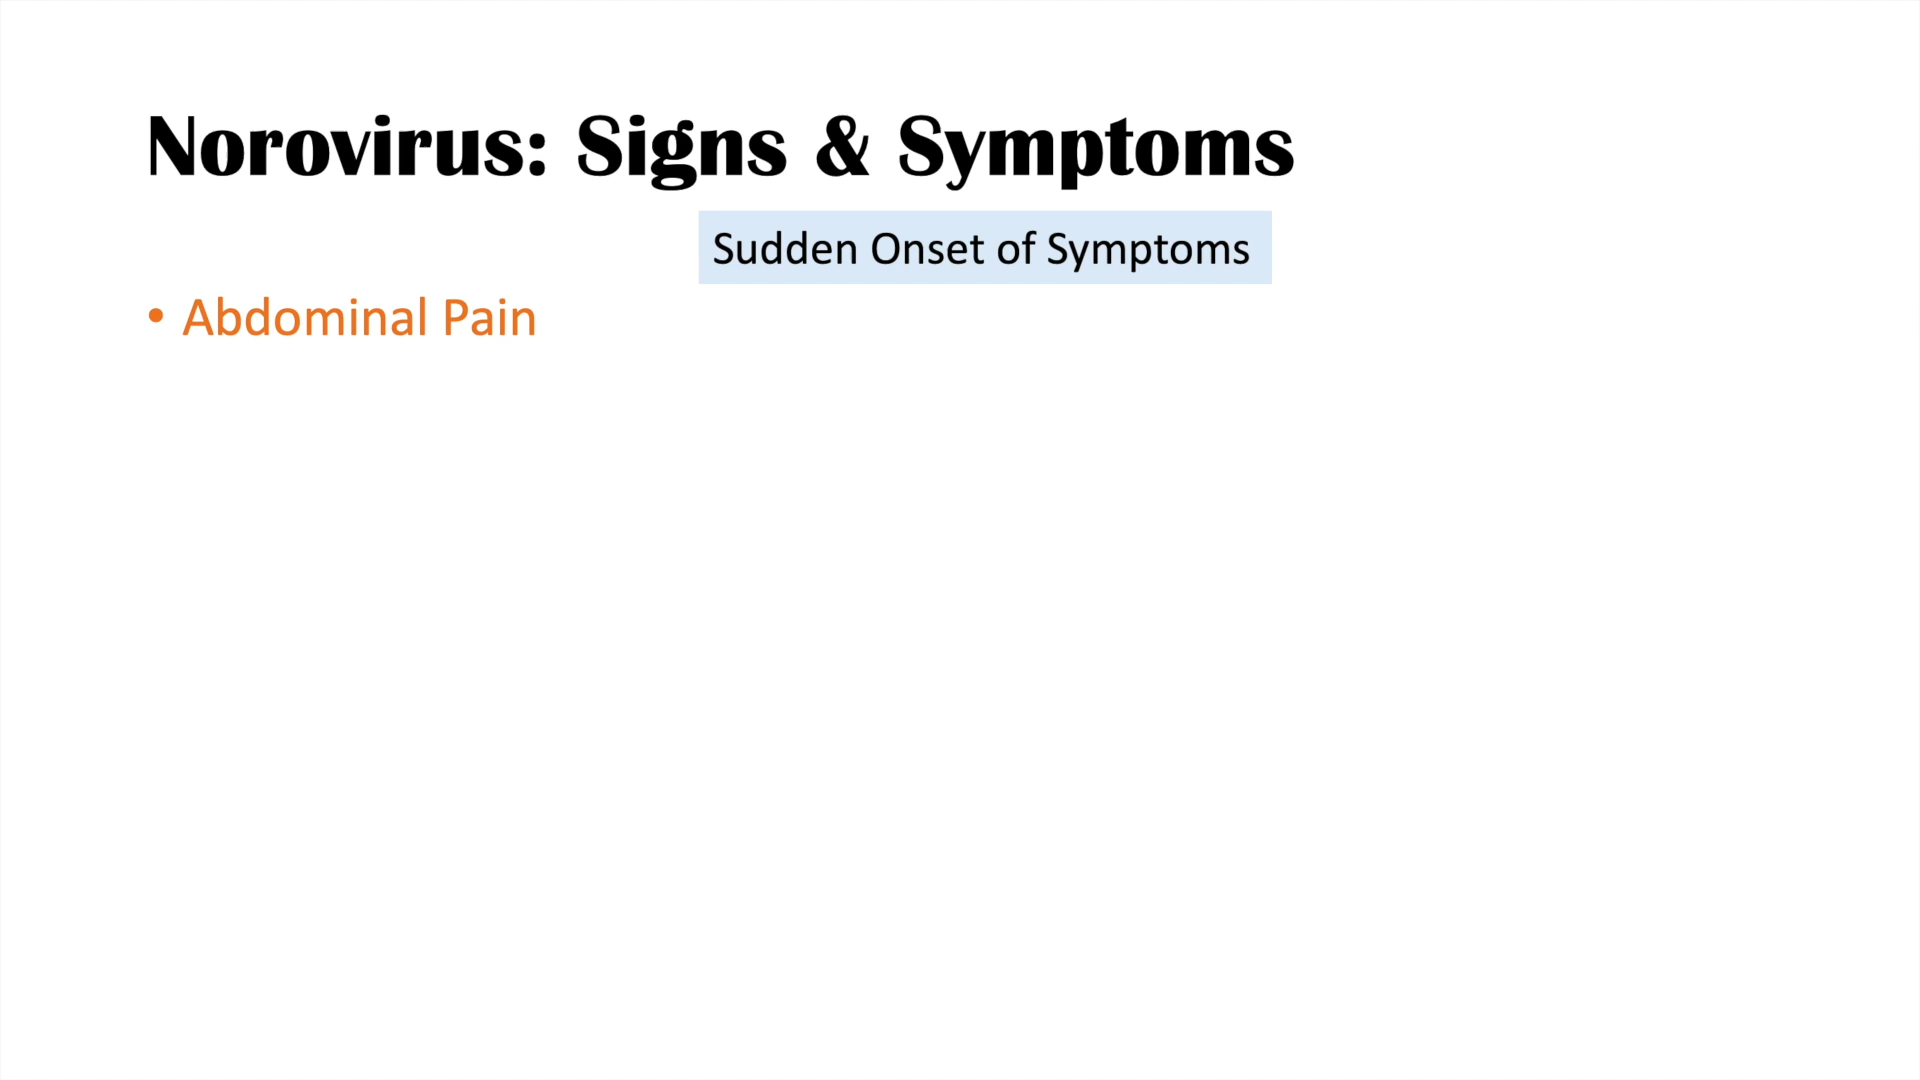 Norovirus: Signs & Symptoms
Sudden Onset of Symptoms
• Abdominal Pain